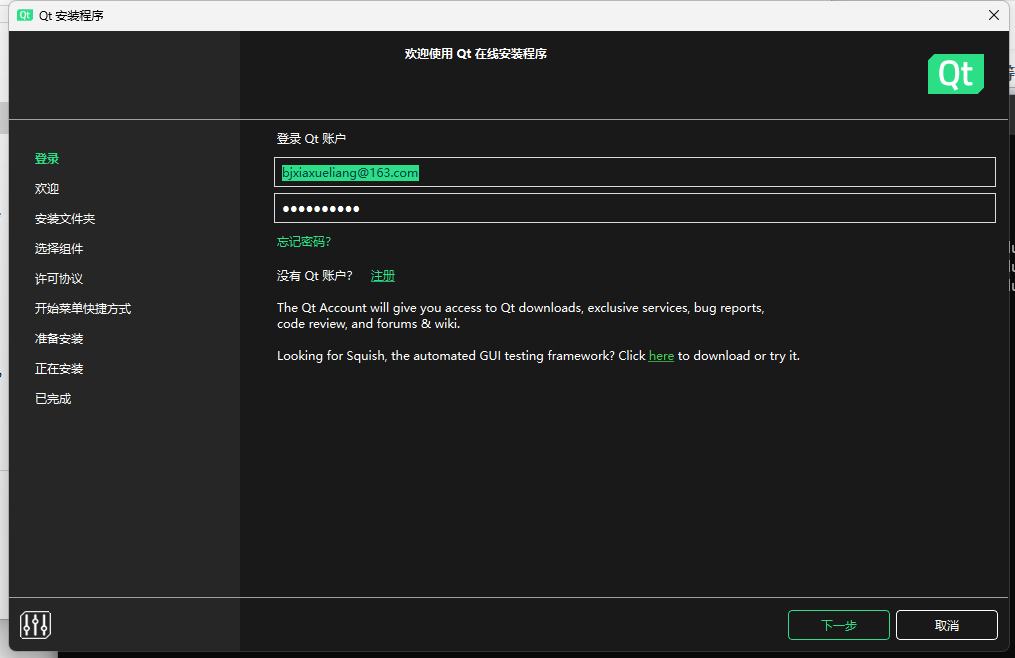 Qt Qt 安装程序
欢迎使用 Qt 在线安装程序
Qt
登录
欢迎
安装文件夹
选择组件
许可协议
开始菜单快捷方式
准备安装
正在安装
已完成
登录 Qt 账户
bjxiaxueliang@163.com
●●●●●●●●●●
忘记密码?
没有 Qt 账户? 注册
The Qt Account will give you access to Qt downloads, exclusive services, bug reports,
code review, and forums & wiki.
Looking for Squish, the automated GUI testing framework? Click here to download or try it.
下一步 取消